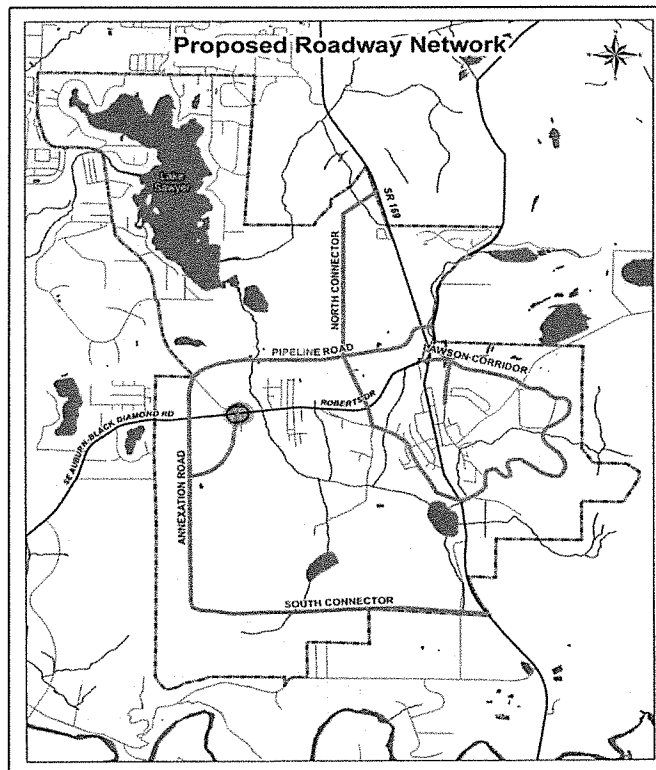 Proposed Roadway Network
Lake
Sawyer
SR 169
NORTH CONNECTOR
PIPELINE ROAD
LAWSON CORRIDOR
ROBERTS DR
SE AUBURN-BLACK DIAMOND RD
ANNEXATION ROAD
SOUTH CONNECTOR